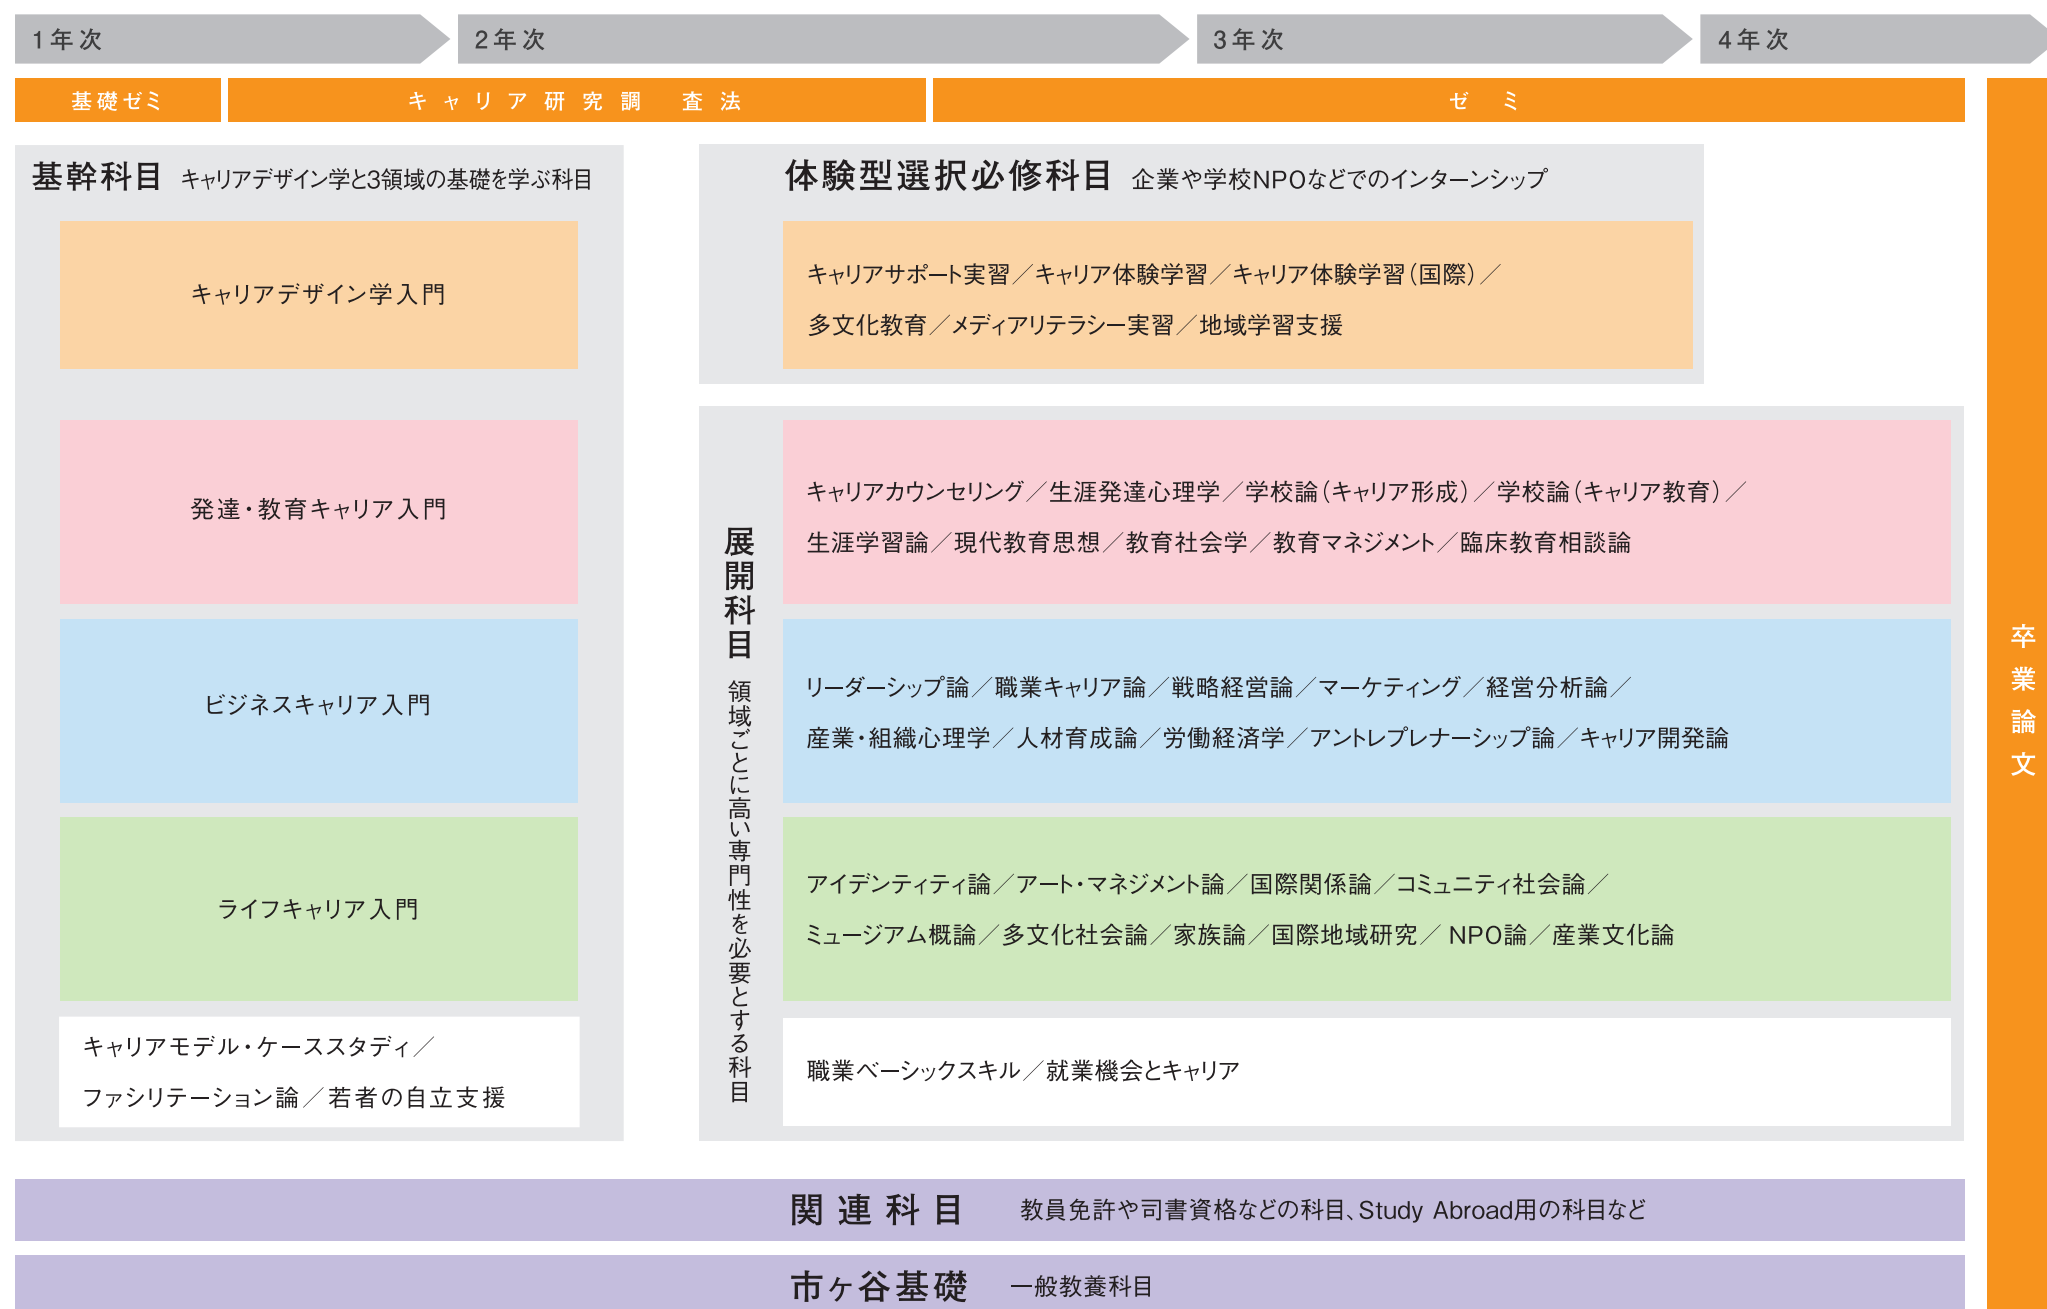 1年次
2年次
3年次
4年次
基礎ゼミ
キャリア研究調査法
ゼミ
基幹科目 キャリアデザイン学と3領域の基礎を学ぶ科目
キャリアデザイン学入門
発達・教育キャリア入門
ビジネスキャリア入門
ライフキャリア入門
キャリアモデル・ケーススタディ／
ファシリテーション論／若者の自立支援
体験型選択必修科目 企業や学校NPOなどでのインターンシップ
キャリアサポート実習／キャリア体験学習／キャリア体験学習（国際）／
多文化教育／メディアリテラシー実習／地域学習支援
展開科目 領域ごとに高い専門性を必要とする科目
キャリアカウンセリング／生涯発達心理学／学校論（キャリア形成）／学校論（キャリア教育）／
生涯学習論／現代教育思想／教育社会学／教育マネジメント／臨床教育相談論
リーダーシップ論／職業キャリア論／戦略経営論／マーケティング／経営分析論／
産業・組織心理学／人材育成論／労働経済学／アントレプレナーシップ論／キャリア開発論
アイデンティティ論／アート・マネジメント論／国際関係論／コミュニティ社会論／
ミュージアム概論／多文化社会論／家族論／国際地域研究／ NPO論／産業文化論
職業ベーシックスキル／就業機会とキャリア
卒業論文
関連科目 教員免許や司書資格などの科目、Study Abroad用の科目など
市ヶ谷基礎 一般教養科目